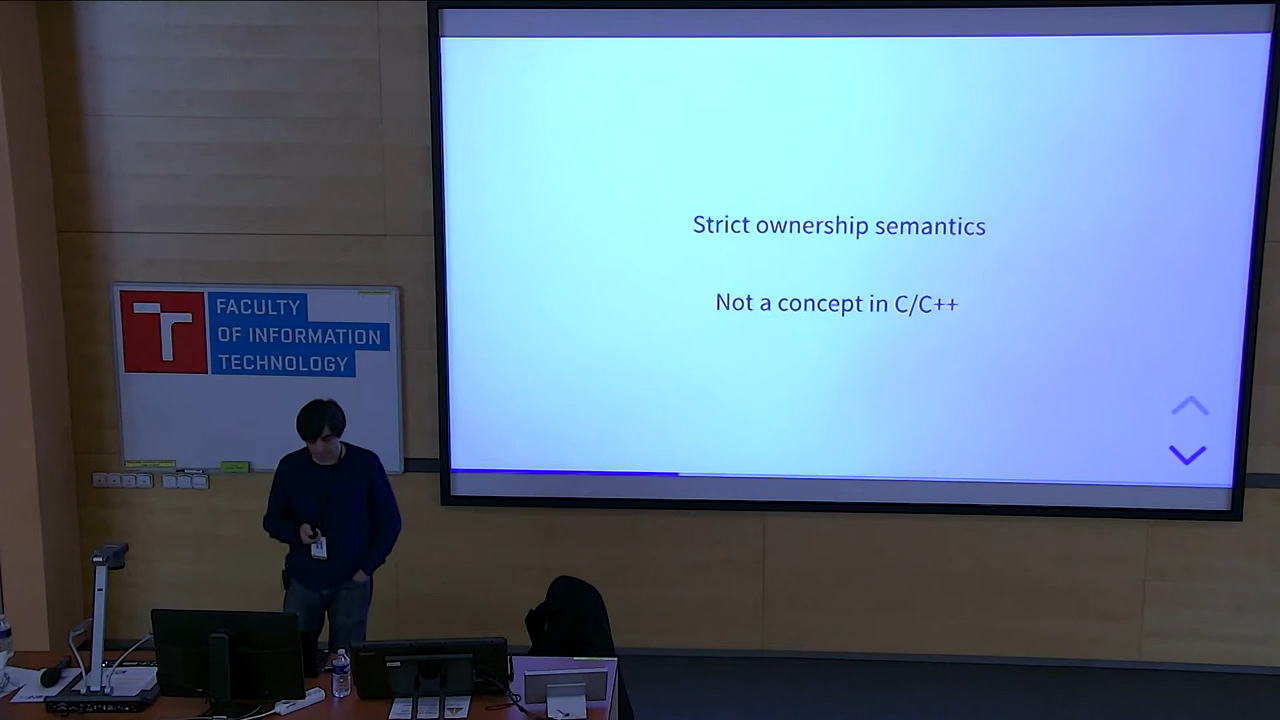 Strict ownership semantics
Not a concept in C/C++
FACULTY
OF INFORMATION
TECHNOLOGY